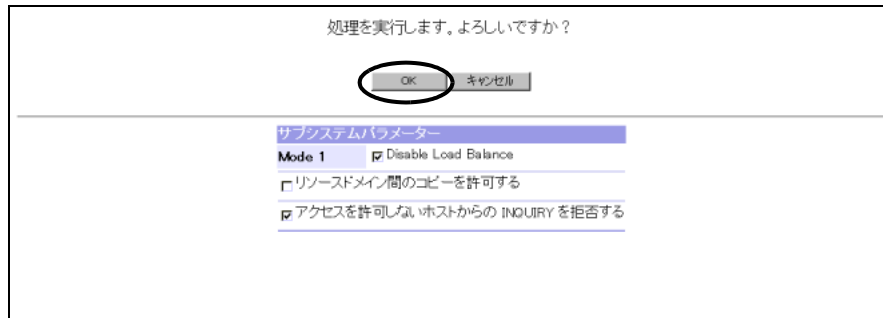 処理を実行します。よろしいですか？
OK キャンセル
サブシステムパラメーター
Mode 1 Disable Load Balance
リソースドメイン間のコピーを許可する
アクセスを許可しないホストからの INQUIRY を拒否する